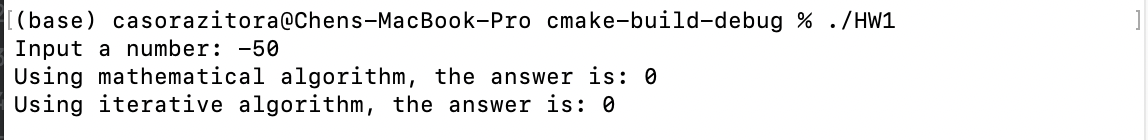 [(base) casorazitora@Chens-MacBook-Pro cmake-build-debug % ./HW1 ]
Input a number: -50
Using mathematical algorithm, the answer is: 0
Using iterative algorithm, the answer is: 0